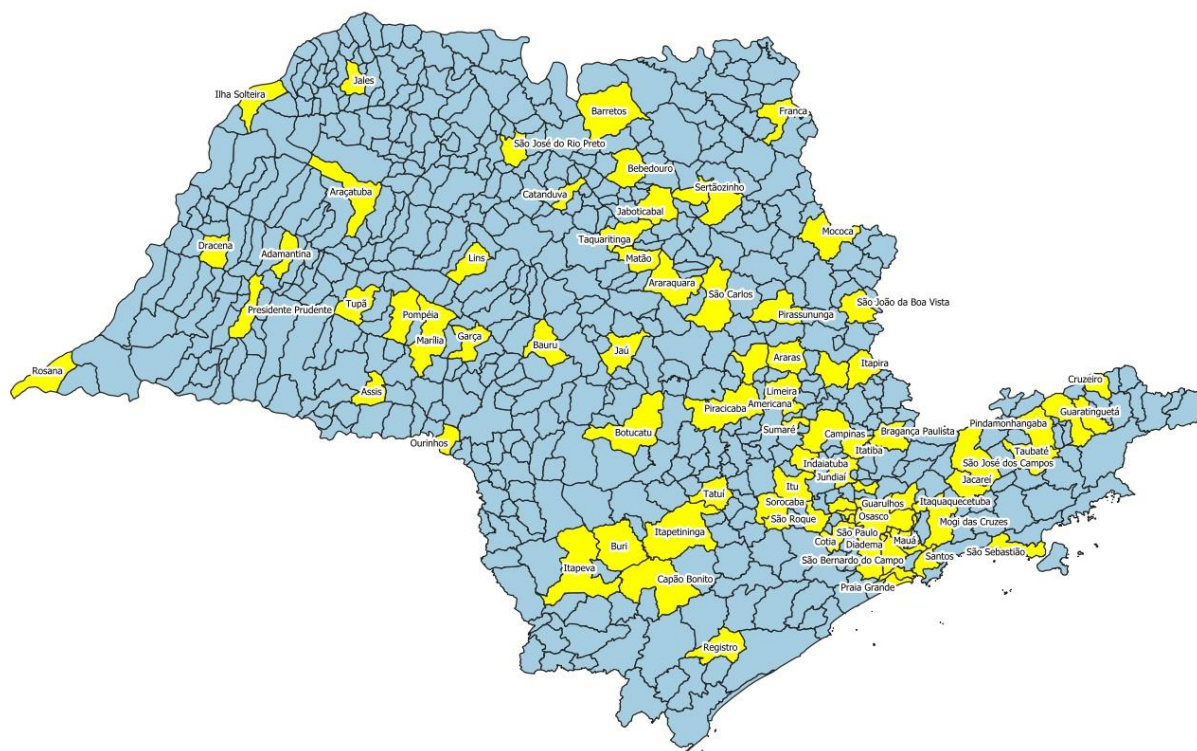 Jales
Ilha Solteira
Barretos
Franca
São José do Rio Preto
Bebedouro
Araçatuba
Catanduva
Sertãozinho
Jaboticabal
Mococa
Taquaritinga
Dracena
Adamantina
Lins
Matão
Araraquara
São Carlos
São João da Boa Vista
Presidente Prudente
Tupã
Pompéia
Pirassununga
Marília
Garça
Bauru
Jaú
Araras
Itapira
Rosana
Assis
Cruzeiro
Limeira
Piracicaba
Americana
Guaratinguetá
Pindamonhangaba
Sumaré
Campinas
Bragança Paulista
Botucatu
Ourinhos
Itatiba
Taubaté
Indaiatuba
São José dos Campos
Jundiaí
Jacareí
Itu
Tatuí
Sorocaba
Guarulhos
Itaquaquecetuba
Osasco
São Roque
Mogi das Cruzes
Itapetininga
São Paulo
Cotia
Diadema
Mauá
Buri
São Sebastião
Santos
São Bernardo do Campo
Itapeva
Capão Bonito
Praia Grande
Registro